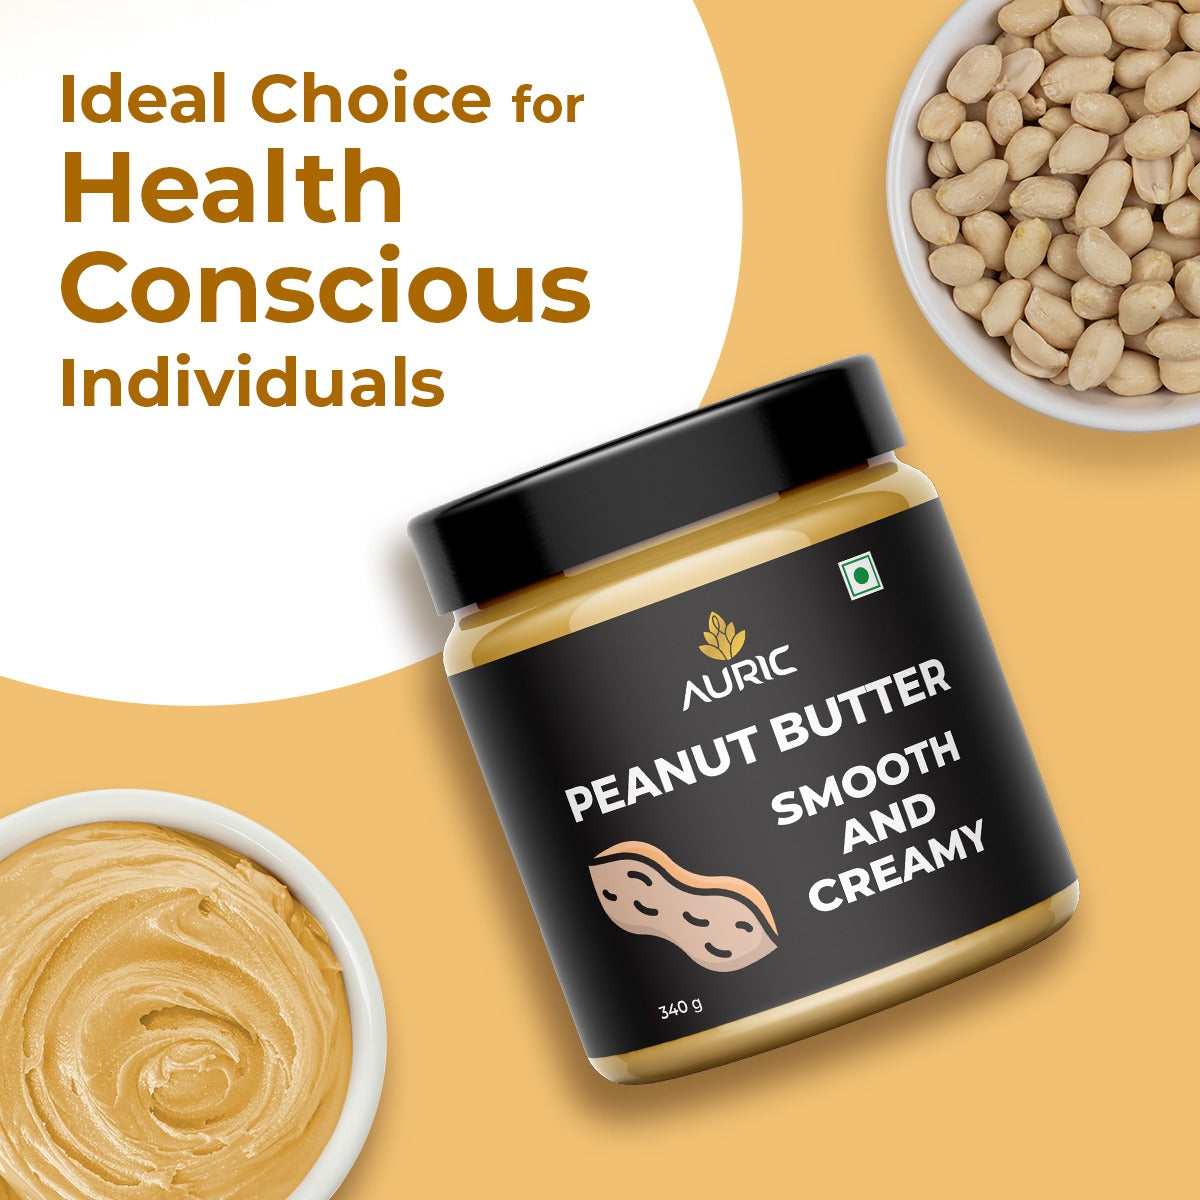 Ideal Choice for
Health
Conscious
Individuals
AURIC
PEANUT BUTTER
SMOOTH
AND
CREAMY
340 g